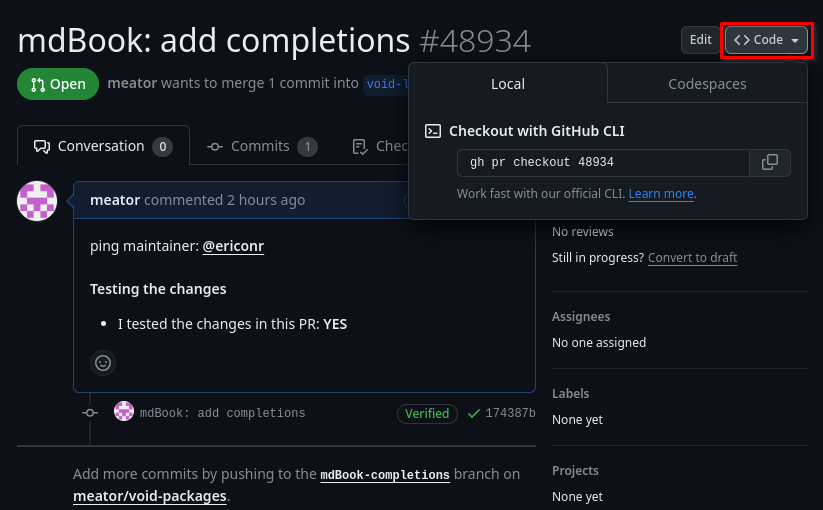 mdBook: add completions #48934
Edit
Code
Open
meator wants to merge 1 commit into
Local
Codespaces
Checkout with GitHub CLI
gh pr checkout 48934
Work fast with our official CLI. Learn more.
Conversation 0
Commits 1
meator commented 2 hours ago
ping maintainer: @ericonr
Testing the changes
• I tested the changes in this PR: YES
mdBook: add completions
Verified
174387b
Add more commits by pushing to the mdBook-completions branch on
meator/void-packages.
No reviews
Still in progress? Convert to draft
Assignees
No one assigned
Labels
None yet
Projects
None yet